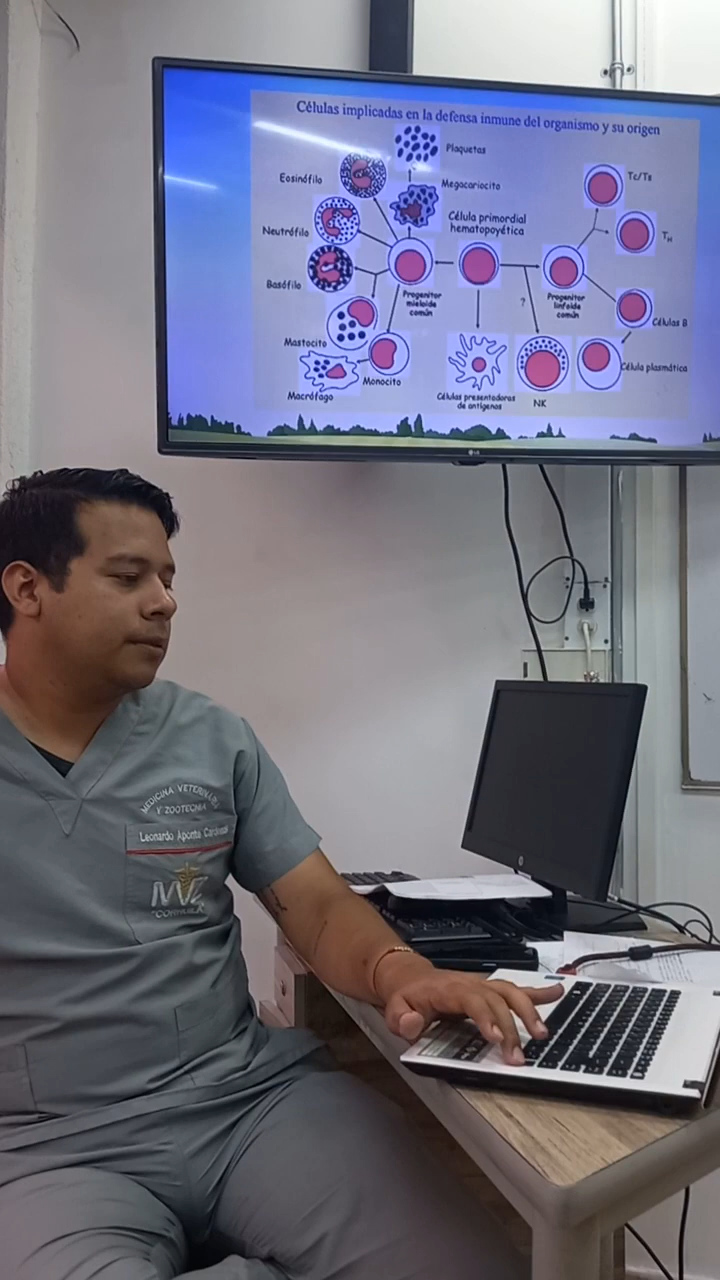 Células implicadas en la defensa inmune del organismo y su origen
Plaquetas
Eosinófilo
Megacariocito
Tc/Ts
Neutrófilo
Célula primordial
hematopoyética
TH
Basófilo
Progenitor
mieloide
común
?
Progenitor
linfoide
común
Células B
Mastocito
Monocito
Macrófago
Células presentadoras
de antígenos
NK
Célula plasmática
LG
MEDICINA VETERINARIA
Y ZOOTECNIA
Leonardo Aponte
MVZ
hp